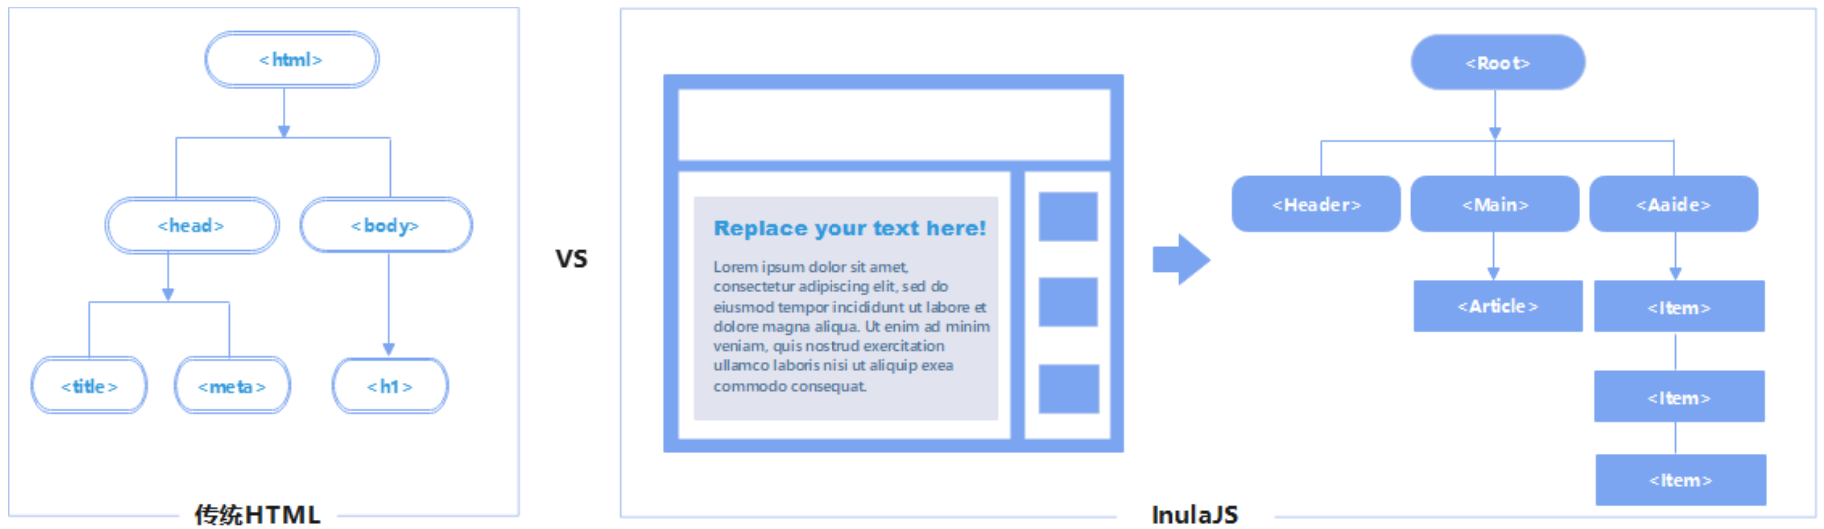 <html>
<head>
<body>
<title>
<meta>
<h1>
传统HTML
VS
Replace your text here!
Lorem ipsum dolor sit amet,
consectetur adipiscing elit, sed do
eiusmod tempor incididunt ut labore et
dolore magna aliqua. Ut enim ad minim
veniam, quis nostrud exercitation
ullamco laboris nisi ut aliquip exea
commodo consequat.
<Root>
<Header>
<Main>
<Aaide>
<Article>
<Item>
<Item>
<Item>
InulaJS